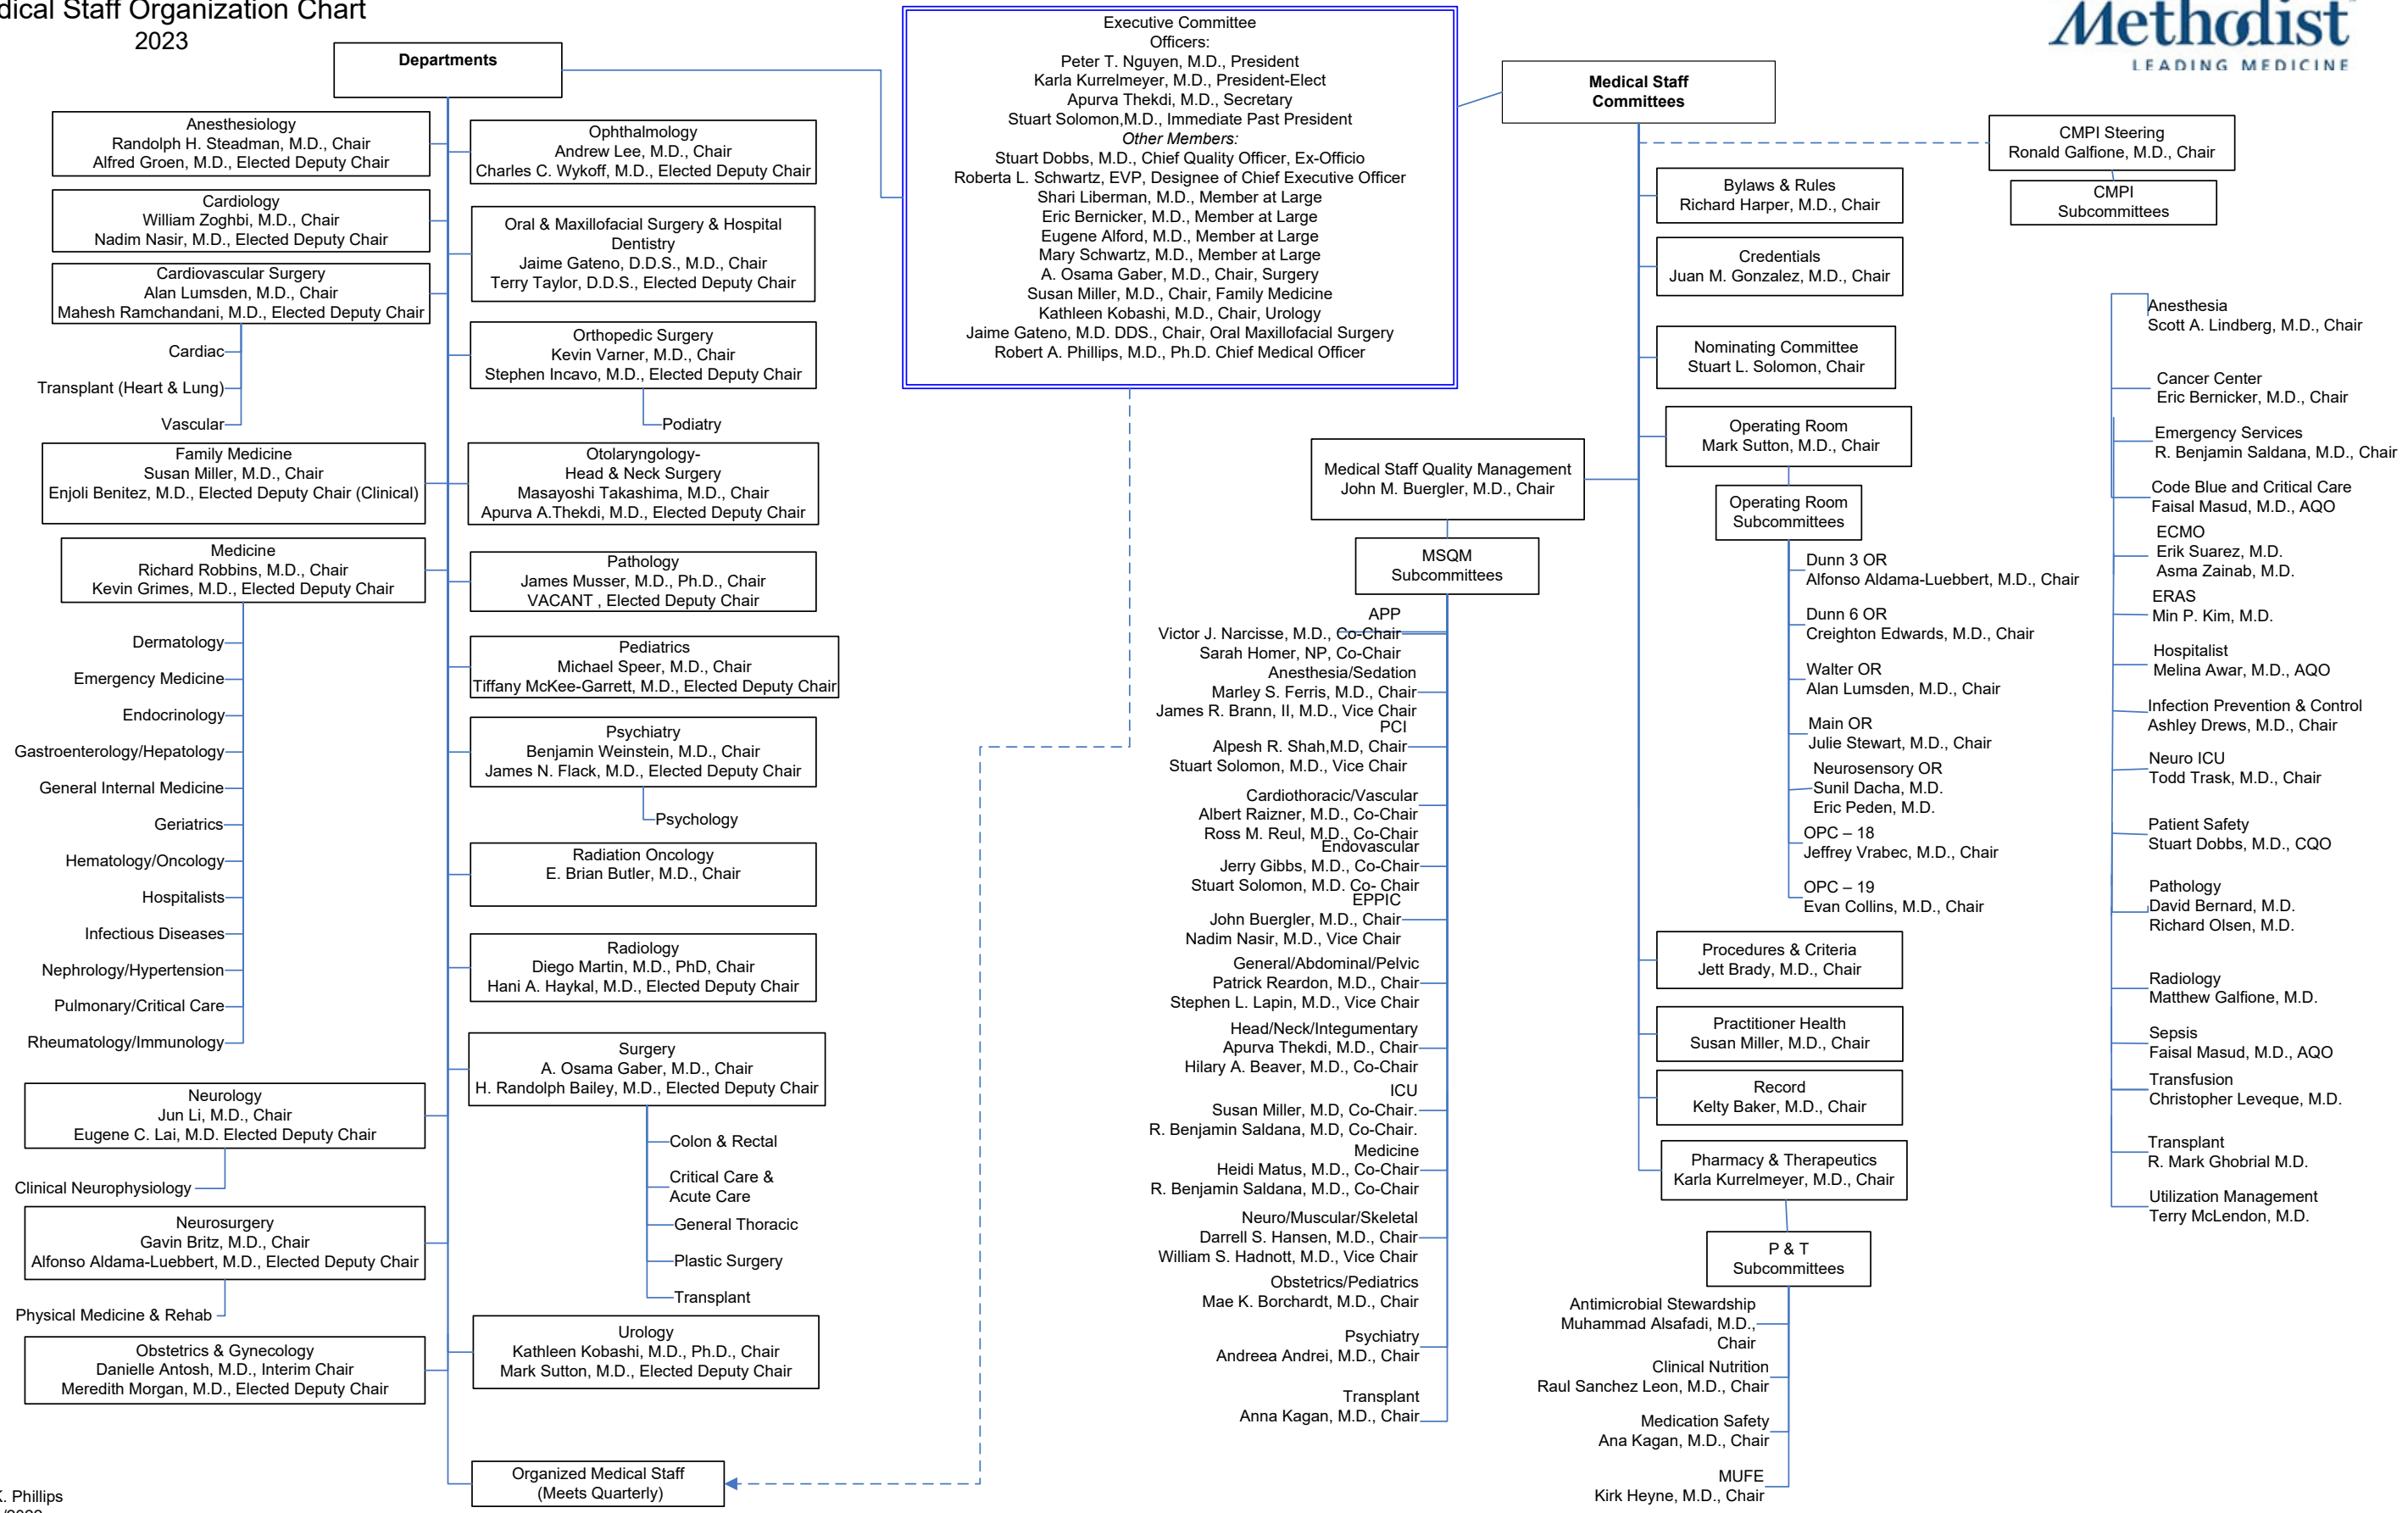 dical Staff Organization Chart
2023
Methodist
LEADING MEDICINE
Departments
Anesthesiology
Randolph H. Steadman, M.D., Chair
Alfred Groen, M.D., Elected Deputy Chair
Cardiology
William Zoghbi, M.D., Chair
Nadim Nasir, M.D., Elected Deputy Chair
Cardiovascular Surgery
Alan Lumsden, M.D., Chair
Mahesh Ramchandani, M.D., Elected Deputy Chair
Cardiac
Transplant (Heart & Lung)
Vascular
Family Medicine
Susan Miller, M.D., Chair
Enjoli Benitez, M.D., Elected Deputy Chair (Clinical)
Medicine
Richard Robbins, M.D., Chair
Kevin Grimes, M.D., Elected Deputy Chair
Dermatology
Emergency Medicine
Endocrinology
Gastroenterology/Hepatology
General Internal Medicine
Geriatrics
Hematology/Oncology
Hospitalists
Infectious Diseases
Nephrology/Hypertension
Pulmonary/Critical Care
Rheumatology/Immunology
Neurology
Jun Li, M.D., Chair
Eugene C. Lai, M.D. Elected Deputy Chair
Clinical Neurophysiology
Neurosurgery
Gavin Britz, M.D., Chair
Alfonso Aldama-Luebbert, M.D., Elected Deputy Chair
Physical Medicine & Rehab
Obstetrics & Gynecology
Danielle Antosh, M.D., Interim Chair
Meredith Morgan, M.D., Elected Deputy Chair
Ophthalmology
Andrew Lee, M.D., Chair
Charles C. Wykoff, M.D., Elected Deputy Chair
Oral & Maxillofacial Surgery & Hospital
Dentistry
Jaime Gateno, D.D.S., M.D., Chair
Terry Taylor, D.D.S., Elected Deputy Chair
Orthopedic Surgery
Kevin Varner, M.D., Chair
Stephen Incavo, M.D., Elected Deputy Chair
Podiatry
Otolaryngology-
Head & Neck Surgery
Masayoshi Takashima, M.D., Chair
Apurva A.Thekdi, M.D., Elected Deputy Chair
Pathology
James Musser, M.D., Ph.D., Chair
VACANT , Elected Deputy Chair
Pediatrics
Michael Speer, M.D., Chair
Tiffany McKee-Garrett, M.D., Elected Deputy Chair
Psychiatry
Benjamin Weinstein, M.D., Chair
James N. Flack, M.D., Elected Deputy Chair
Psychology
Radiation Oncology
E. Brian Butler, M.D., Chair
Radiology
Diego Martin, M.D., PhD, Chair
Hani A. Haykal, M.D., Elected Deputy Chair
Surgery
A. Osama Gaber, M.D., Chair
H. Randolph Bailey, M.D., Elected Deputy Chair
Colon & Rectal
Critical Care &
Acute Care
General Thoracic
Plastic Surgery
Transplant
Urology
Kathleen Kobashi, M.D., Ph.D., Chair
Mark Sutton, M.D., Elected Deputy Chair
Organized Medical Staff
(Meets Quarterly)
Executive Committee
Officers:
Peter T. Nguyen, M.D., President
Karla Kurrelmeyer, M.D., President-Elect
Apurva Thekdi, M.D., Secretary
Stuart Solomon,M.D., Immediate Past President
Other Members:
Stuart Dobbs, M.D., Chief Quality Officer, Ex-Officio
Roberta L. Schwartz, EVP, Designee of Chief Executive Officer
Shari Liberman, M.D., Member at Large
Eric Bernicker, M.D., Member at Large
Eugene Alford, M.D., Member at Large
Mary Schwartz, M.D., Member at Large
A. Osama Gaber, M.D., Chair, Surgery
Susan Miller, M.D., Chair, Family Medicine
Kathleen Kobashi, M.D., Chair, Urology
Jaime Gateno, M.D. DDS., Chair, Oral Maxillofacial Surgery
Robert A. Phillips, M.D., Ph.D. Chief Medical Officer
Medical Staff
Committees
Medical Staff Quality Management
John M. Buergler, M.D., Chair
MSQM
Subcommittees
APP
Victor J. Narcisse, M.D., Co-Chair
Sarah Homer, NP, Co-Chair
Anesthesia/Sedation
Marley S. Ferris, M.D., Chair
James R. Brann, II, M.D., Vice Chair
PCI
Alpesh R. Shah,M.D, Chair
Stuart Solomon, M.D., Vice Chair
Cardiothoracic/Vascular
Albert Raizner, M.D., Co-Chair
Ross M. Reul, M.D., Co-Chair
Endovascular
Jerry Gibbs, M.D., Co-Chair
Stuart Solomon, M.D. Co- Chair
EPPIC
John Buergler, M.D., Chair
Nadim Nasir, M.D., Vice Chair
General/Abdominal/Pelvic
Patrick Reardon, M.D., Chair
Stephen L. Lapin, M.D., Vice Chair
Head/Neck/Integumentary
Apurva Thekdi, M.D., Chair
Hilary A. Beaver, M.D., Co-Chair
ICU
Susan Miller, M.D, Co-Chair.
R. Benjamin Saldana, M.D, Co-Chair.
Medicine
Heidi Matus, M.D., Co-Chair
R. Benjamin Saldana, M.D., Co-Chair
Neuro/Muscular/Skeletal
Darrell S. Hansen, M.D., Chair
William S. Hadnott, M.D., Vice Chair
Obstetrics/Pediatrics
Mae K. Borchardt, M.D., Chair
Psychiatry
Andreea Andrei, M.D., Chair
Transplant
Anna Kagan, M.D., Chair
Bylaws & Rules
Richard Harper, M.D., Chair
Credentials
Juan M. Gonzalez, M.D., Chair
Nominating Committee
Stuart L. Solomon, Chair
Operating Room
Mark Sutton, M.D., Chair
Operating Room
Subcommittees
Dunn 3 OR
Alfonso Aldama-Luebbert, M.D., Chair
Dunn 6 OR
Creighton Edwards, M.D., Chair
Walter OR
Alan Lumsden, M.D., Chair
Main OR
Julie Stewart, M.D., Chair
Neurosensory OR
Sunil Dacha, M.D.
Eric Peden, M.D.
OPC – 18
Jeffrey Vrabec, M.D., Chair
OPC – 19
Evan Collins, M.D., Chair
Procedures & Criteria
Jett Brady, M.D., Chair
Practitioner Health
Susan Miller, M.D., Chair
Record
Kelty Baker, M.D., Chair
Pharmacy & Therapeutics
Karla Kurrelmeyer, M.D., Chair
P & T
Subcommittees
Antimicrobial Stewardship
Muhammad Alsafadi, M.D.,
Chair
Clinical Nutrition
Raul Sanchez Leon, M.D., Chair
Medication Safety
Ana Kagan, M.D., Chair
MUFE
Kirk Heyne, M.D., Chair
CMPI Steering
Ronald Galfione, M.D., Chair
CMPI
Subcommittees
Anesthesia
Scott A. Lindberg, M.D., Chair
Cancer Center
Eric Bernicker, M.D., Chair
Emergency Services
R. Benjamin Saldana, M.D., Chair
Code Blue and Critical Care
Faisal Masud, M.D., AQO
ECMO
Erik Suarez, M.D.
Asma Zainab, M.D.
ERAS
Min P. Kim, M.D.
Hospitalist
Melina Awar, M.D., AQO
Infection Prevention & Control
Ashley Drews, M.D., Chair
Neuro ICU
Todd Trask, M.D., Chair
Patient Safety
Stuart Dobbs, M.D., CQO
Pathology
David Bernard, M.D.
Richard Olsen, M.D.
Radiology
Matthew Galfione, M.D.
Sepsis
Faisal Masud, M.D., AQO
Transfusion
Christopher Leveque, M.D.
Transplant
R. Mark Ghobrial M.D.
Utilization Management
Terry McLendon, M.D.
K. Phillips